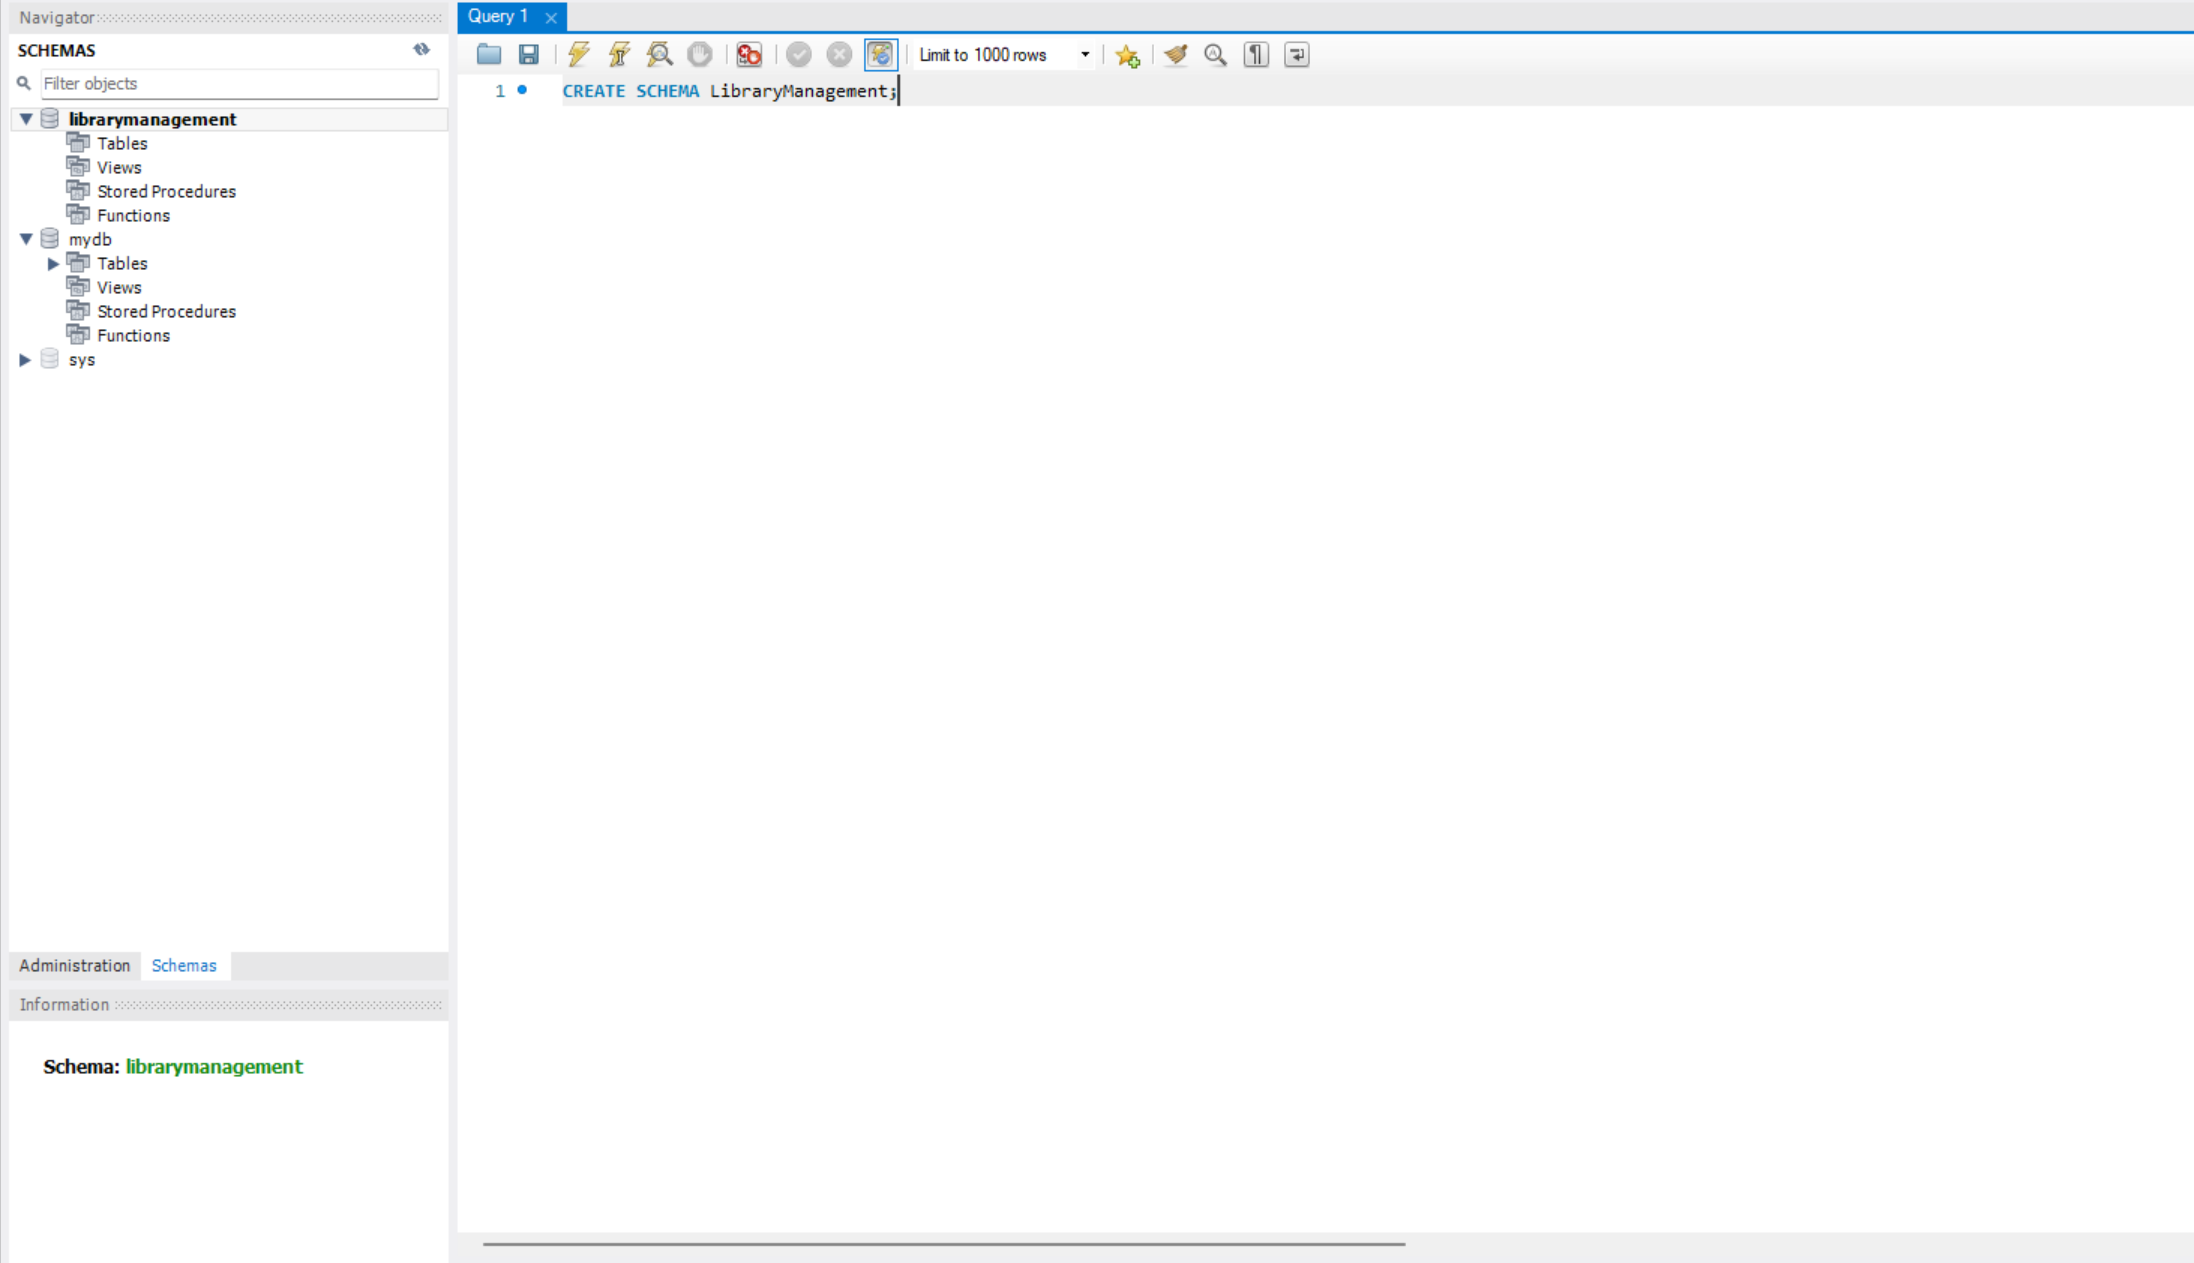 Navigator
SCHEMAS
Filter objects
librarymanagement
Tables
Views
Stored Procedures
Functions
mydb
Tables
Views
Stored Procedures
Functions
sys
Administration Schemas
Information
Schema: librarymanagement
Query 1
Limit to 1000 rows
1 CREATE SCHEMA LibraryManagement;